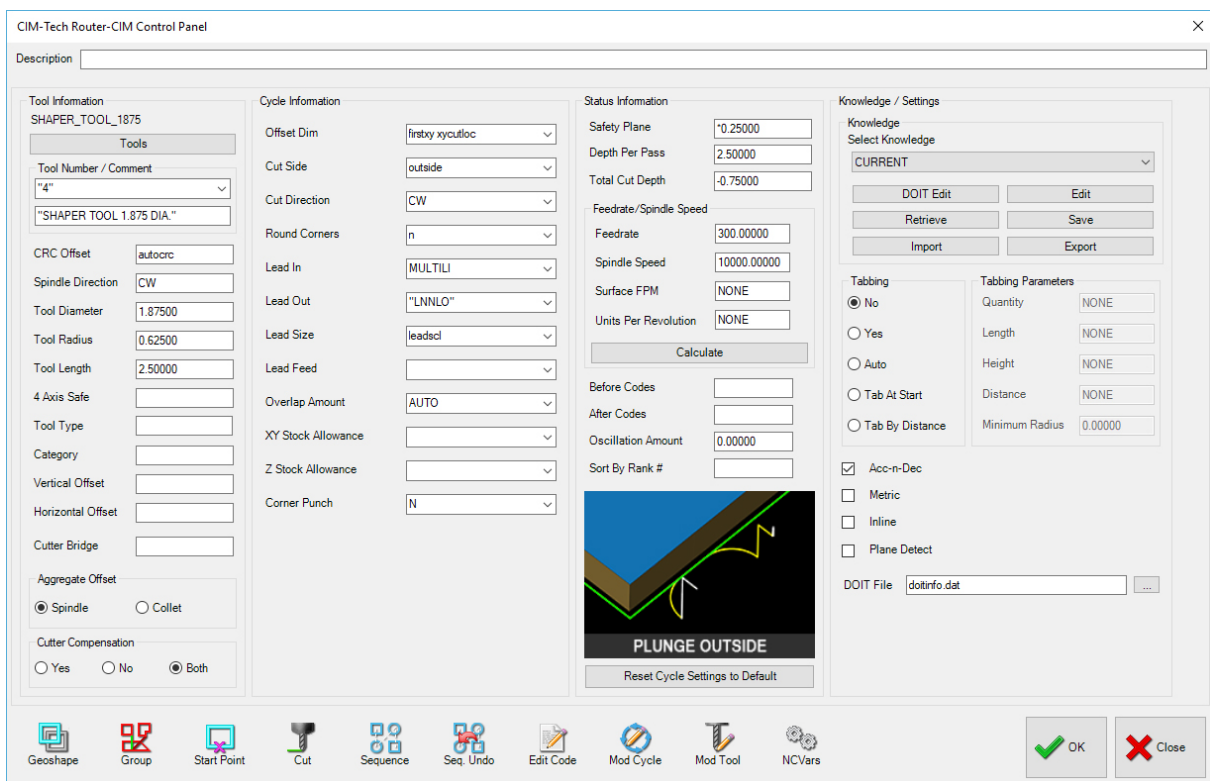 CIM-Tech Router-CIM Control Panel
Description
Tool Information
SHAPER_TOOL_1875
Tools
Tool Number / Comment
"4"
"SHAPER TOOL 1.875 DIA."
CRC Offset autocrc
Spindle Direction CW
Tool Diameter 1.87500
Tool Radius 0.62500
Tool Length 2.50000
4 Axis Safe
Tool Type
Category
Vertical Offset
Horizontal Offset
Cutter Bridge
Aggregate Offset
Spindle Collet
Cutter Compensation
Yes No Both
Cycle Information
Offset Dim firstxy xycutloc
Cut Side outside
Cut Direction CW
Round Corners n
Lead In MULTILI
Lead Out "LNNLO"
Lead Size leadscl
Lead Feed
Overlap Amount AUTO
XY Stock Allowance
Z Stock Allowance
Corner Punch N
Status Information
Safety Plane *0.25000
Depth Per Pass 2.50000
Total Cut Depth -0.75000
Feedrate/Spindle Speed
Feedrate 300.00000
Spindle Speed 10000.00000
Surface FPM NONE
Units Per Revolution NONE
Calculate
Before Codes
After Codes
Oscillation Amount 0.00000
Sort By Rank #
PLUNGE OUTSIDE
Reset Cycle Settings to Default
Knowledge / Settings
Knowledge
Select Knowledge
CURRENT
DOIT Edit Edit
Retrieve Save
Import Export
Tabbing
No
Yes
Auto
Tab At Start
Tab By Distance
Tabbing Parameters
Quantity NONE
Length NONE
Height NONE
Distance NONE
Minimum Radius 0.00000
Acc-n-Dec
Metric
Inline
Plane Detect
DOIT File doitinfo.dat ...
Geoshape Group Start Point Cut Sequence Seq. Undo Edit Code Mod Cycle Mod Tool NCVars OK Close